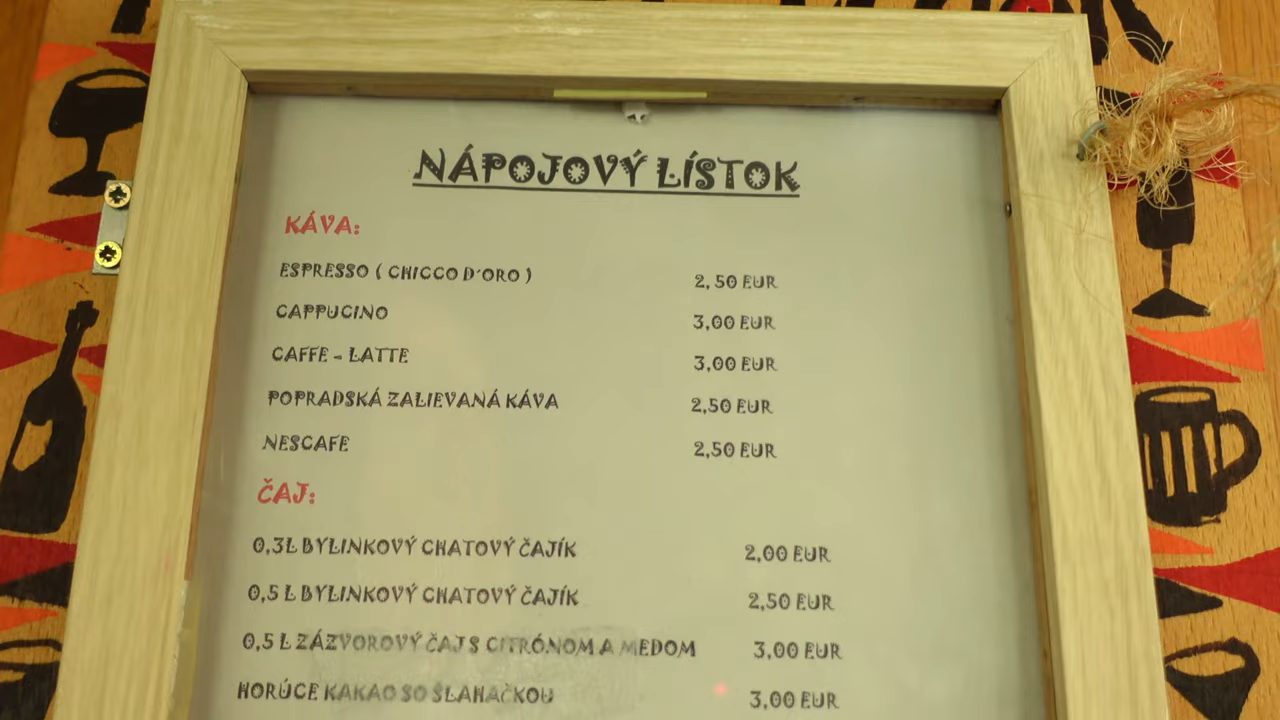 NÁPOJOVÝ LÍSTOK
KÁVA:
ESPRESSO ( CHICCO D´ORO ) 2, 50 EUR
CAPPUCINO 3,00 EUR
CAFFE - LATTE 3,00 EUR
POPRADSKÁ ZALIEVANÁ KÁVA 2,50 EUR
NESCAFE 2,50 EUR
ČAJ:
0,3L BYLINKOVÝ CHATOVÝ ČAJÍK 2,00 EUR
0,5 L BYLINKOVÝ CHATOVÝ ČAJÍK 2,50 EUR
0,5 L ZÁZVOROVÝ ČAJ S CITRÓNOM A MEDOM 3,00 EUR
HORÚCE KAKAO SO ŠLAHAČKOU 3,00 EUR